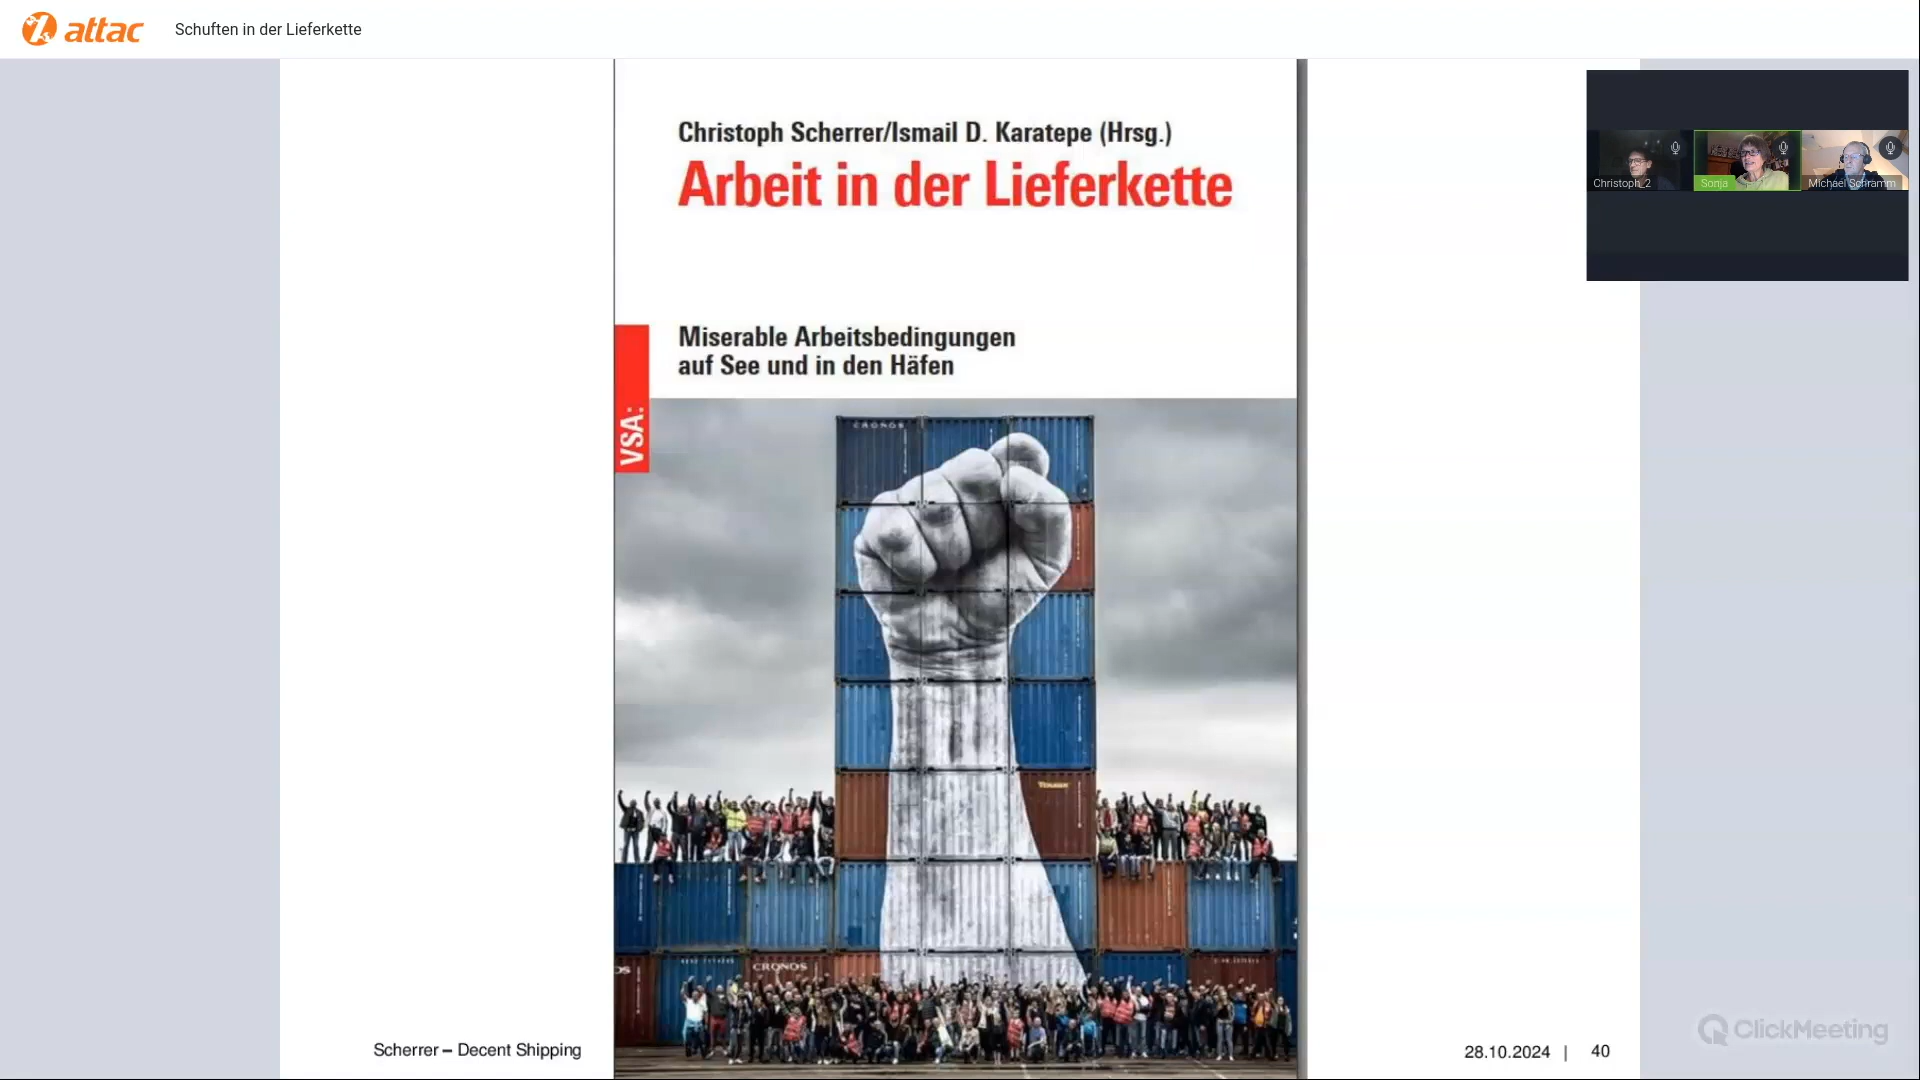 attac
Schuften in der Lieferkette
Christoph_2
Sonja
Michael Schramm
Christoph Scherrer/Ismail D. Karatepe (Hrsg.)
Arbeit in der Lieferkette
Miserable Arbeitsbedingungen
auf See und in den Häfen
VSA:
CRONOS
CRONOS
Scherrer – Decent Shipping
28.10.2024 | 40
ClickMeeting